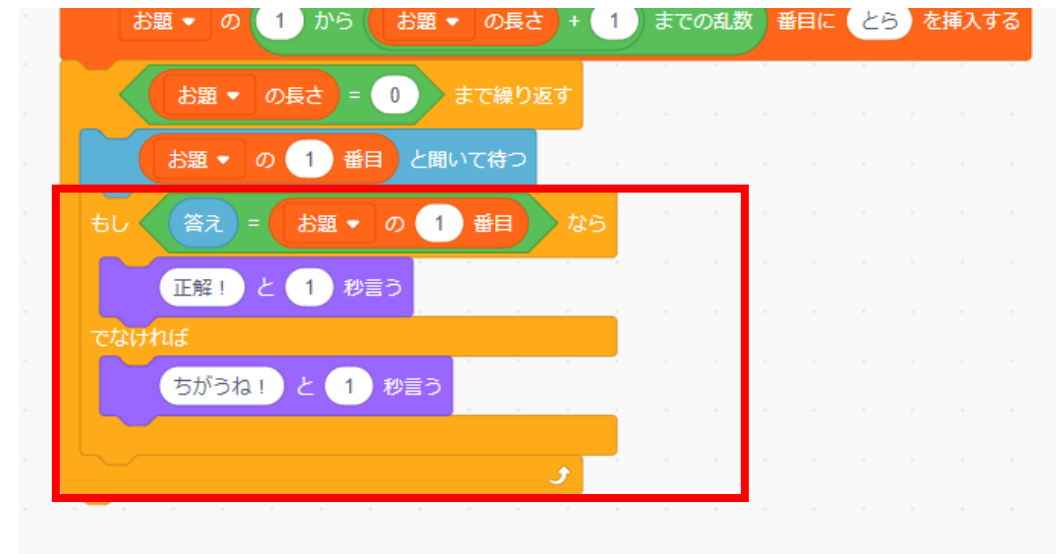 お題 の 1 から お題 の長さ + 1 までの乱数 番目に とら を挿入する
お題 の長さ = 0 まで繰り返す
お題 の 1 番目 と聞いて待つ
もし 答え = お題 の 1 番目 なら
正解！ と 1 秒言う
でなければ
ちがうね！ と 1 秒言う